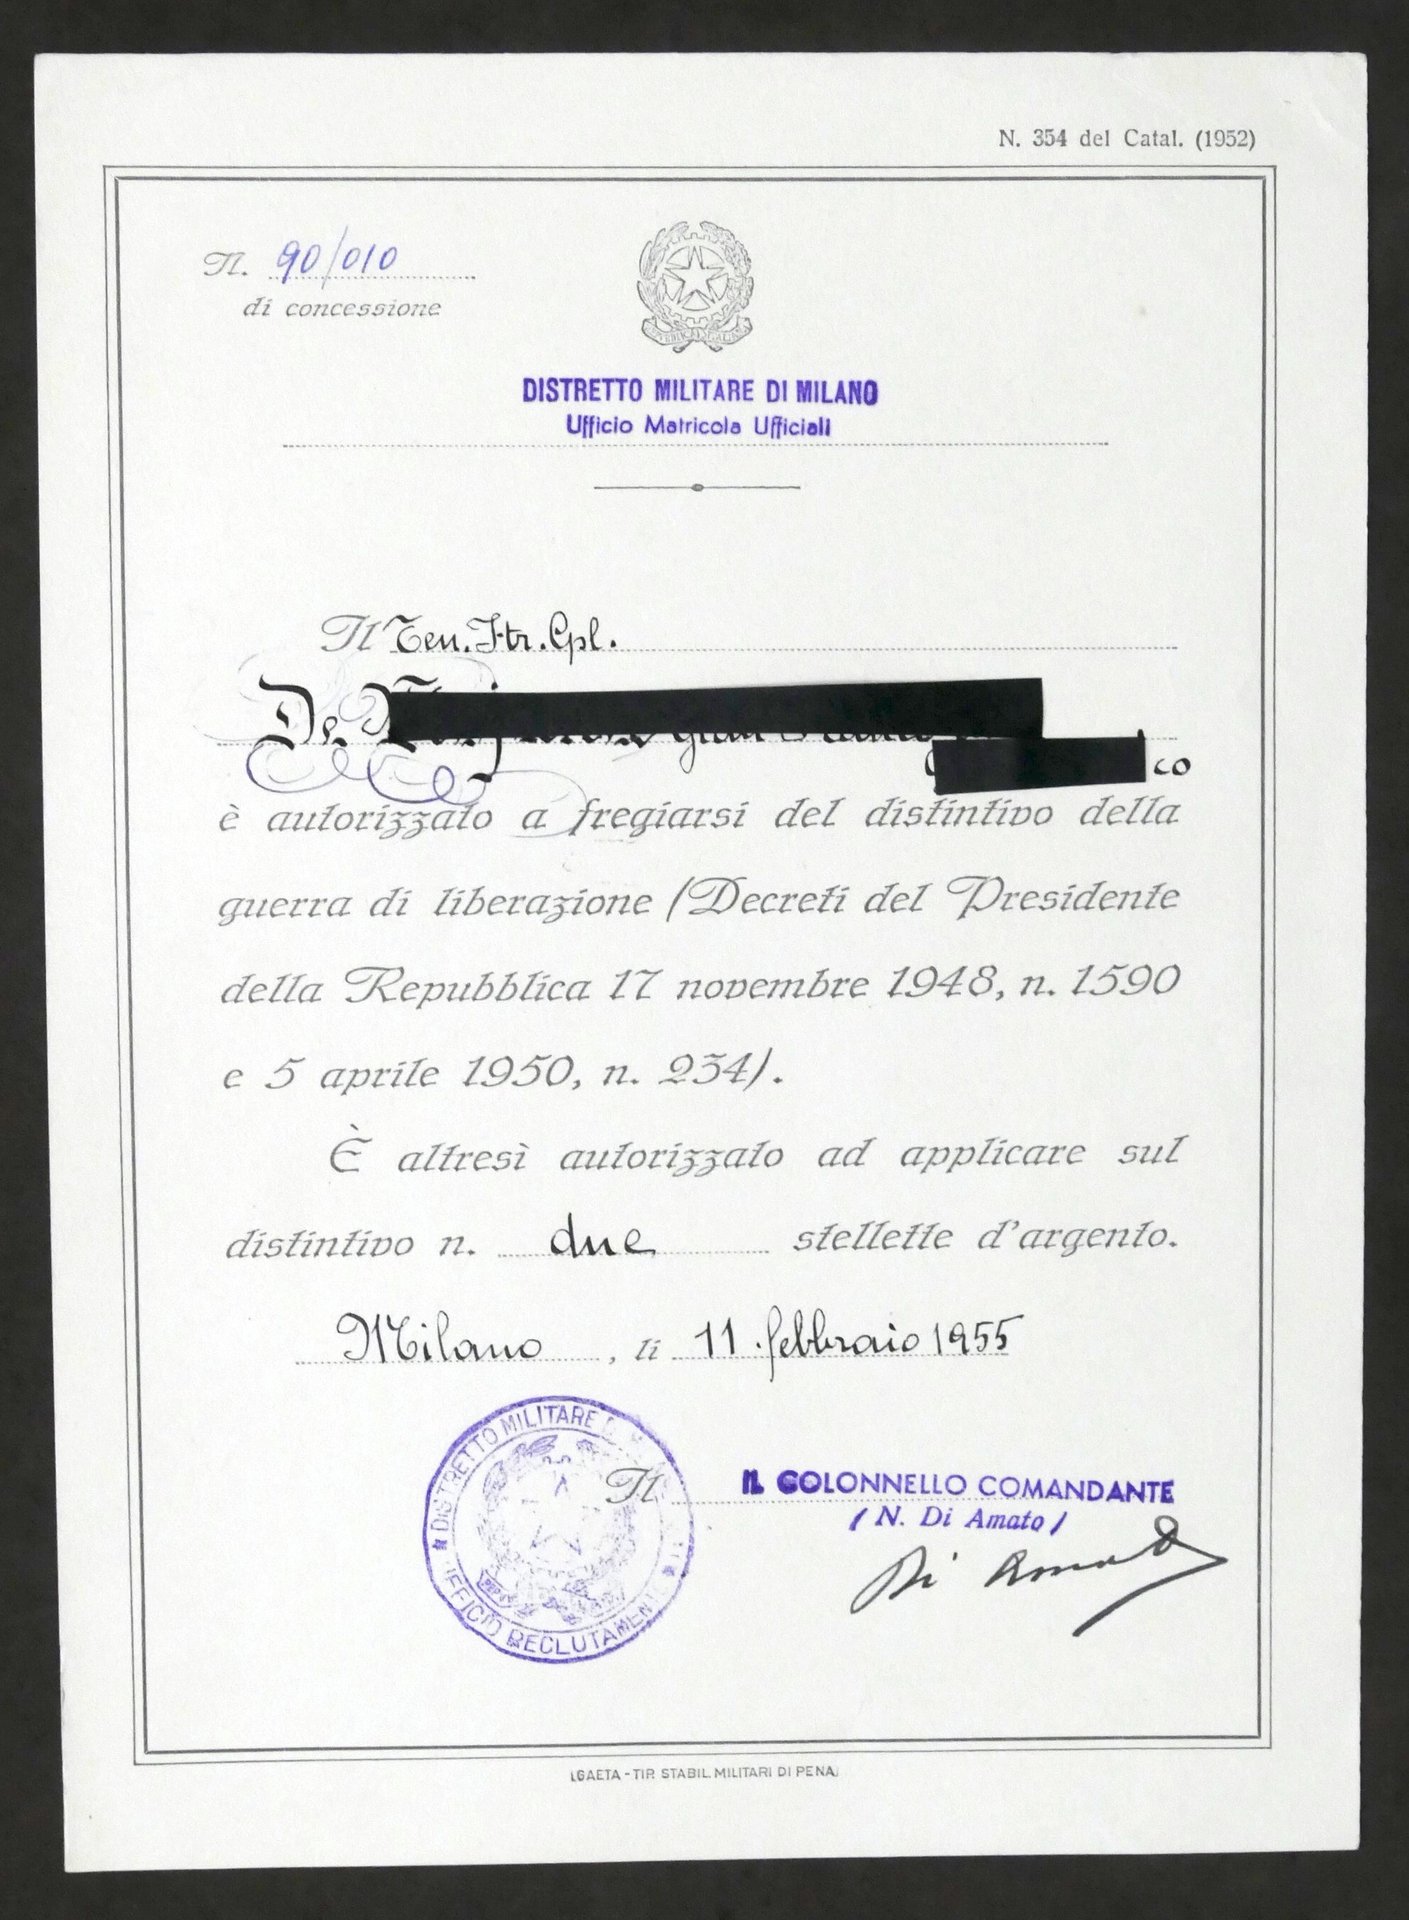 N. 354 del Catal. (1952)
N. 90/010
di concessione
DISTRETTO MILITARE DI MILANO
Ufficio Matricola Ufficiali
Il Ten. Ftr. Cpl.
De
co
è autorizzato a fregiarsi del distintivo della
guerra di liberazione (Decreti del Presidente
della Repubblica 17 novembre 1948, n. 1590
e 5 aprile 1950, n. 234).
È altresì autorizzato ad applicare sul
distintivo n. due stellette d'argento.
Milano, li 11 febbraio 1955
DISTRETTO MILITARE
UFFICIO RECLUTAMENTO
Il IL COLONNELLO COMANDANTE
(N. Di Amato)
Di Amato
(GAETA - TIP. STABIL. MILITARI DI PENA)